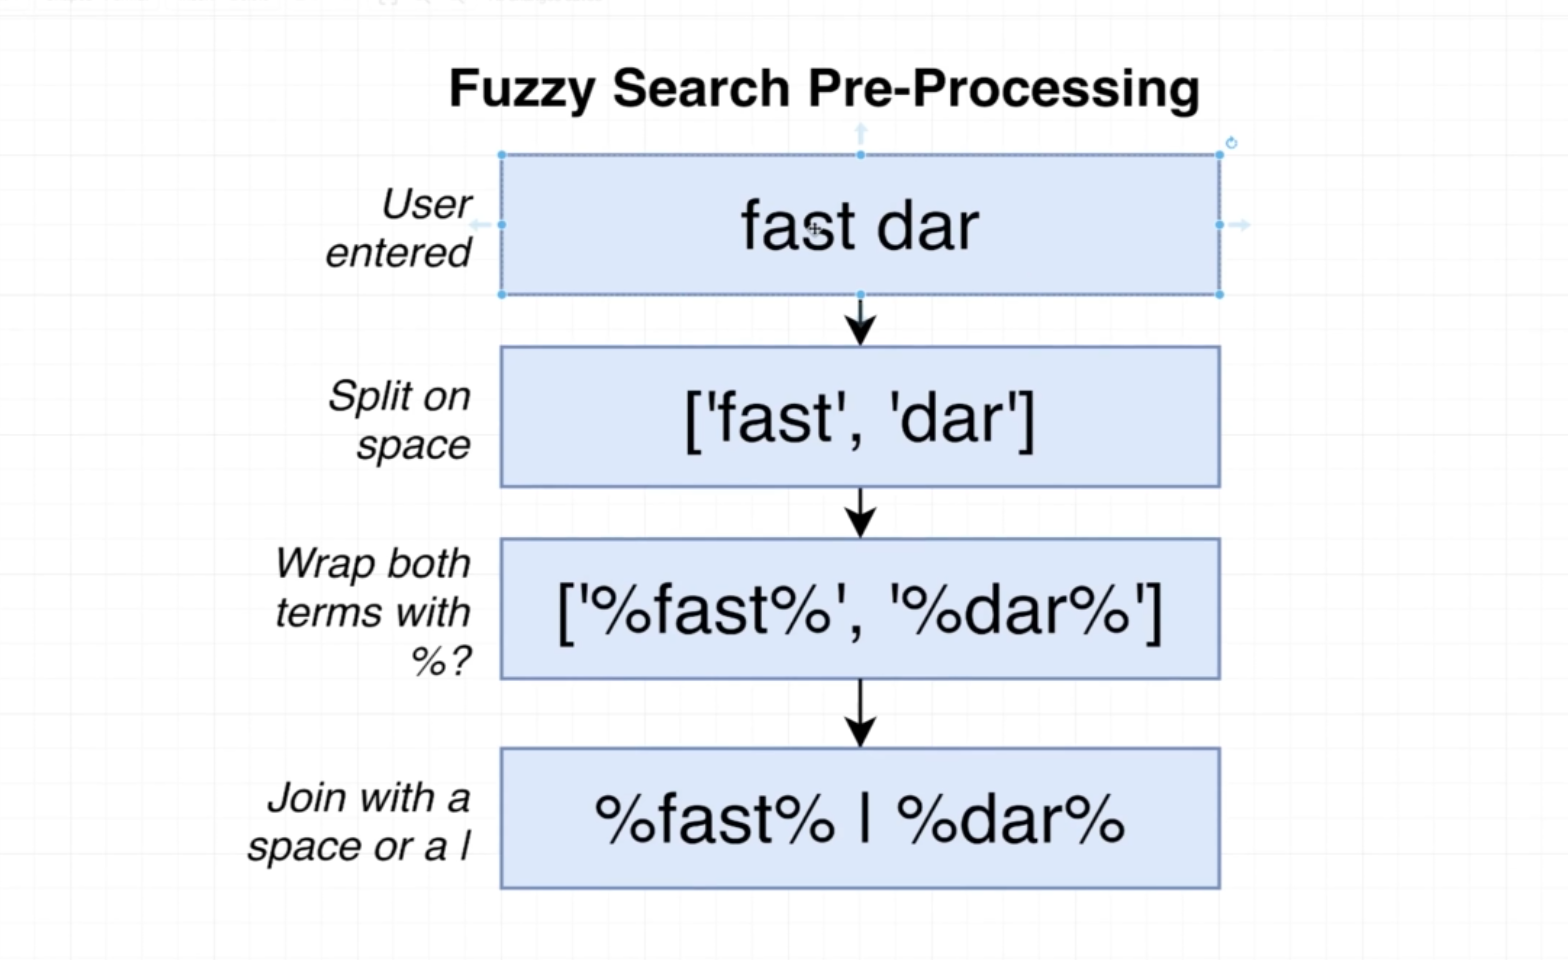 Fuzzy Search Pre-Processing
User
entered
fast dar
Split on
space
['fast', 'dar']
Wrap both
terms with
%?
['%fast%', '%dar%']
Join with a
space or a |
%fast% | %dar%